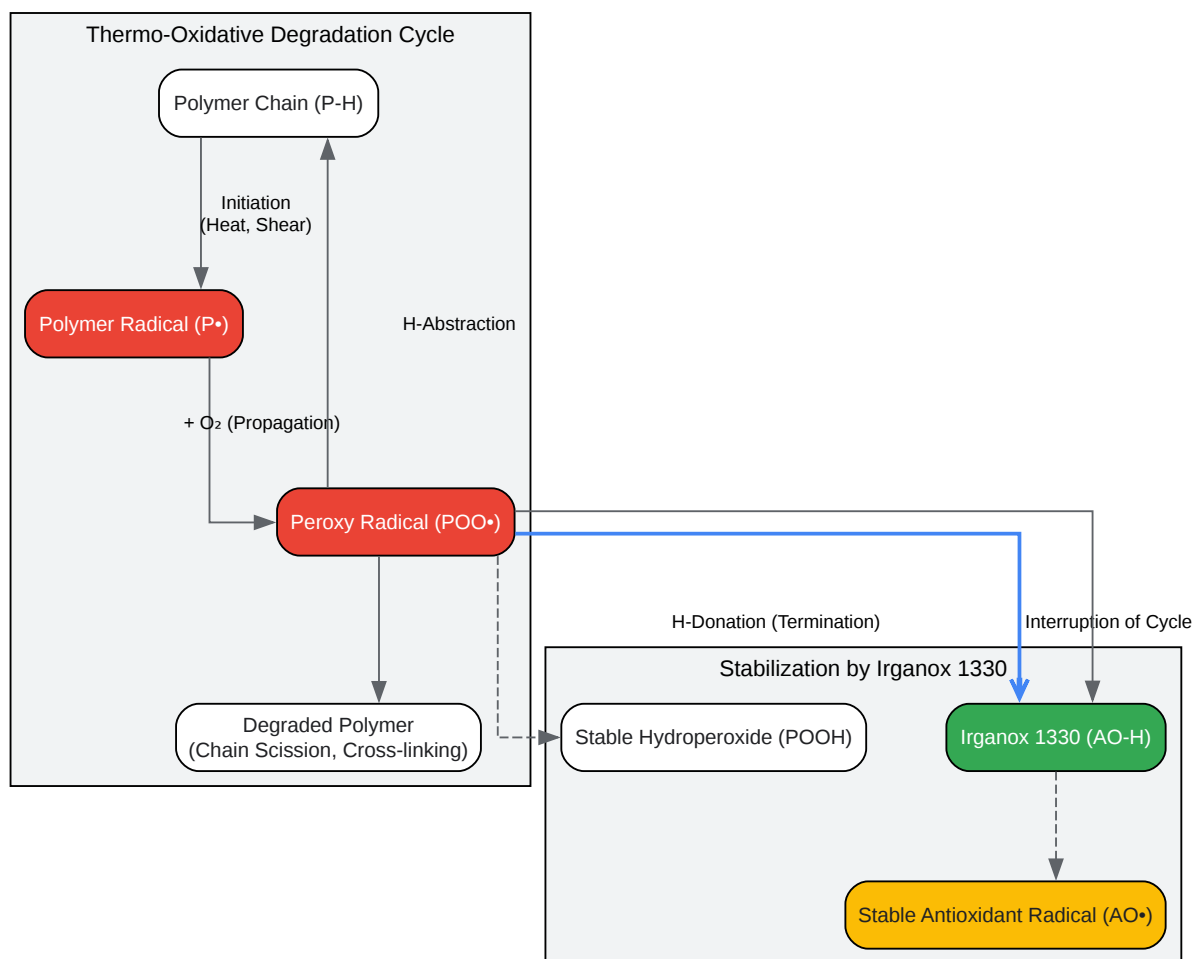 Thermo-Oxidative Degradation Cycle
Polymer Chain (P-H)
Initiation
(Heat, Shear)
Polymer Radical (P•)
H-Abstraction
+ O₂ (Propagation)
Peroxy Radical (POO•)
H-Donation (Termination)
Interruption of Cycle
Stabilization by Irganox 1330
Degraded Polymer
(Chain Scission, Cross-linking)
Stable Hydroperoxide (POOH)
Irganox 1330 (AO-H)
Stable Antioxidant Radical (AO•)